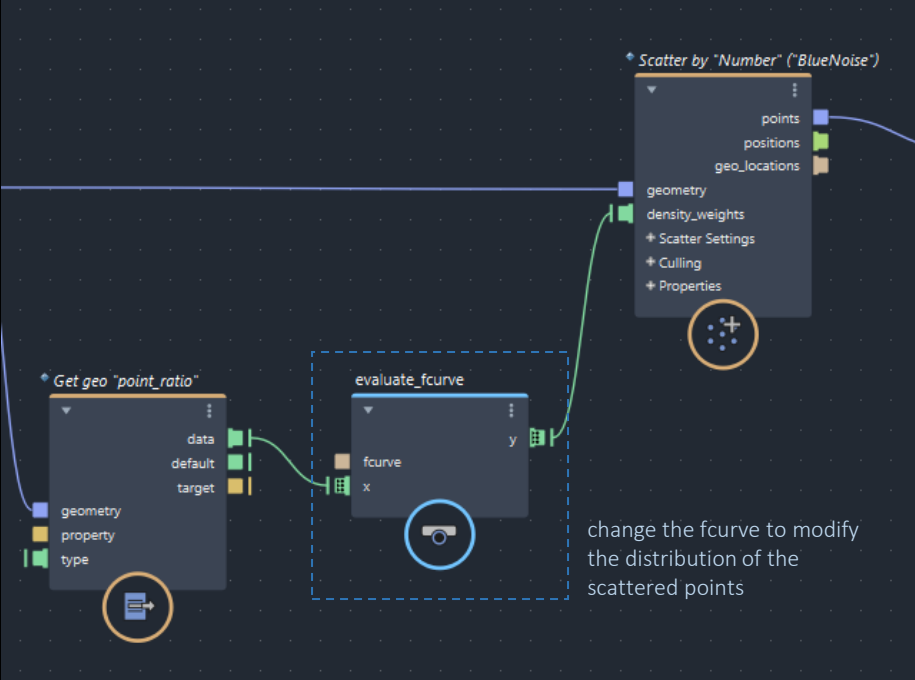 Scatter by "Number" ("BlueNoise")
points
positions
geo_locations
geometry
density_weights
+ Scatter Settings
+ Culling
+ Properties
Get geo "point_ratio"
data
default
target
geometry
property
type
evaluate_fcurve
y
fcurve
x
change the fcurve to modify
the distribution of the
scattered points